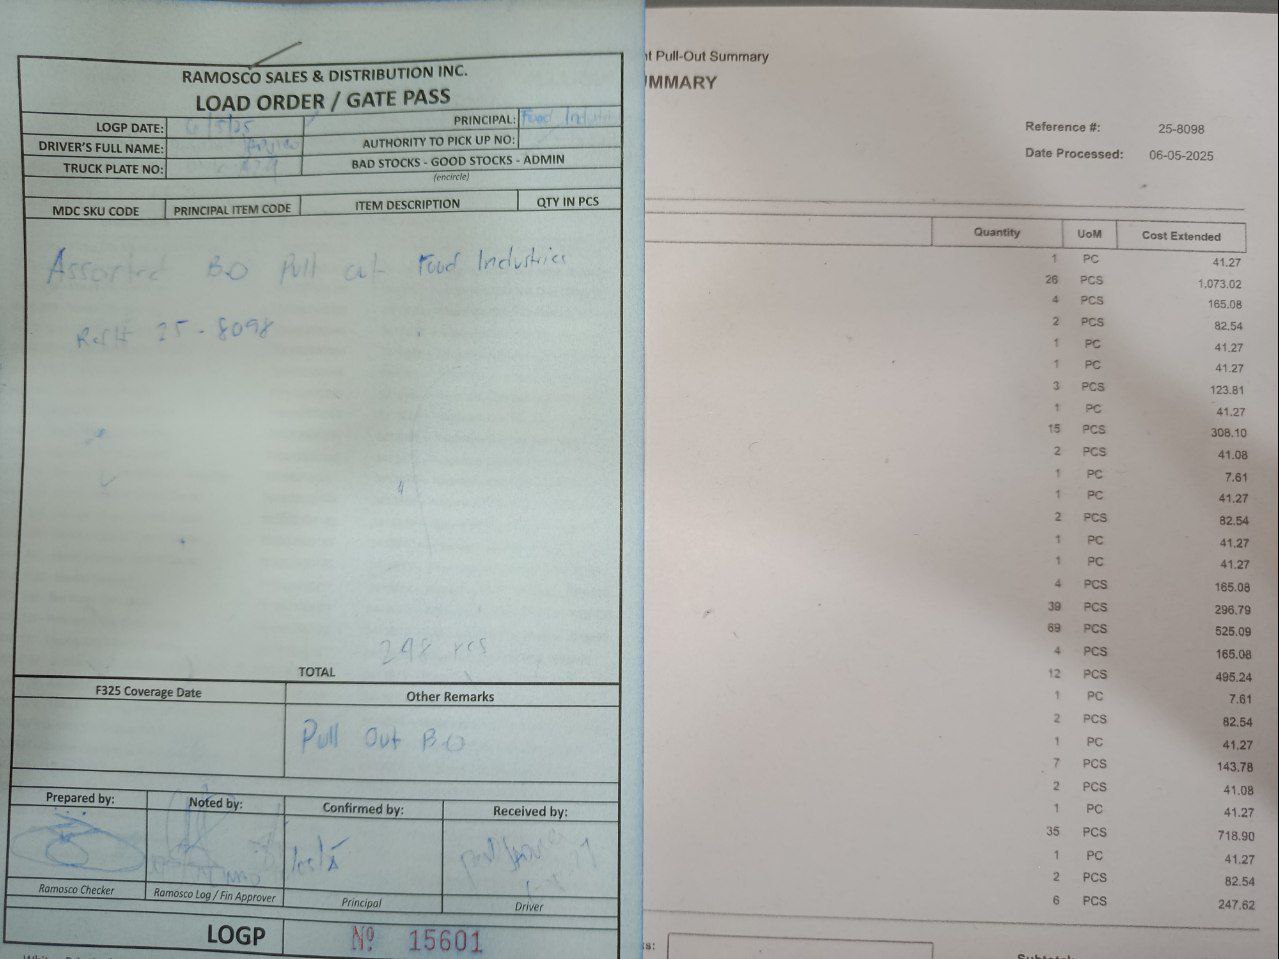 RAMOSCO SALES & DISTRIBUTION INC.
LOAD ORDER / GATE PASS
LOGP DATE: 6/5/25 PRINCIPAL: Food Industri
DRIVER'S FULL NAME: AUTHORITY TO PICK UP NO:
TRUCK PLATE NO: BAD STOCKS - GOOD STOCKS - ADMIN
(encircle)
MDC SKU CODE PRINCIPAL ITEM CODE ITEM DESCRIPTION QTY IN PCS
Assorted B.O Pull out Food Industries
Ref# 25-8098
298 pcs
TOTAL
F325 Coverage Date Other Remarks
Pull Out B.O
Prepared by: Noted by: Confirmed by: Received by:
Ramosco Checker Ramosco Log / Fin Approver Principal Driver
LOGP Nº 15601
nt Pull-Out Summary
UMMARY
Reference #: 25-8098
Date Processed: 06-05-2025
Quantity UoM Cost Extended
1 PC 41.27
26 PCS 1,073.02
4 PCS 165.08
2 PCS 82.54
1 PC 41.27
1 PC 41.27
3 PCS 123.81
1 PC 41.27
15 PCS 308.10
2 PCS 41.08
1 PC 7.61
1 PC 41.27
2 PCS 82.54
1 PC 41.27
1 PC 41.27
4 PCS 165.08
39 PCS 296.79
69 PCS 525.09
4 PCS 165.08
12 PCS 495.24
1 PC 7.61
2 PCS 82.54
1 PC 41.27
7 PCS 143.78
2 PCS 41.08
1 PC 41.27
35 PCS 718.90
1 PC 41.27
2 PCS 82.54
6 PCS 247.62
s: Subtotal: